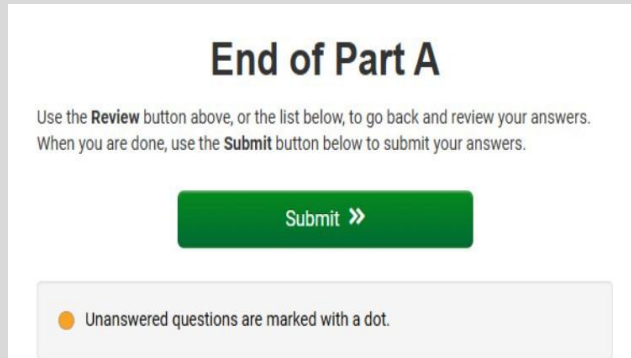 End of Part A
Use the Review button above, or the list below, to go back and review your answers.
When you are done, use the Submit button below to submit your answers.
Submit »
Unanswered questions are marked with a dot.